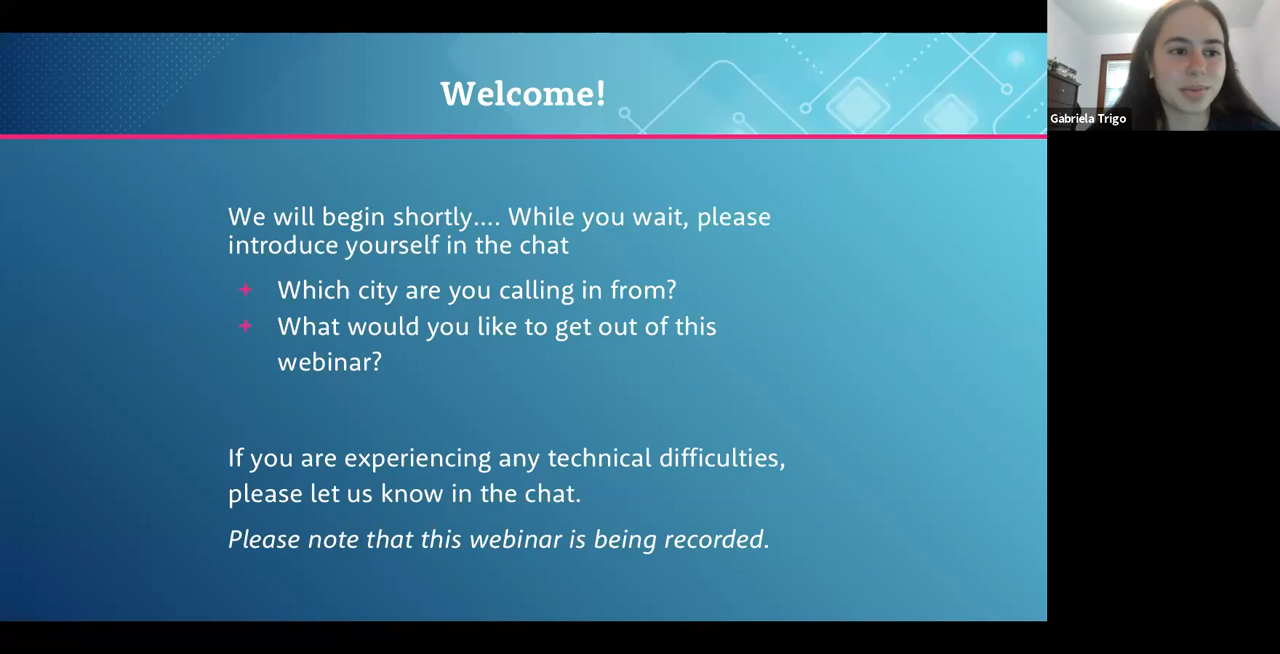 Welcome!
Gabriela Trigo
We will begin shortly.... While you wait, please
introduce yourself in the chat
+ Which city are you calling in from?
+ What would you like to get out of this
webinar?
If you are experiencing any technical difficulties,
please let us know in the chat.
Please note that this webinar is being recorded.